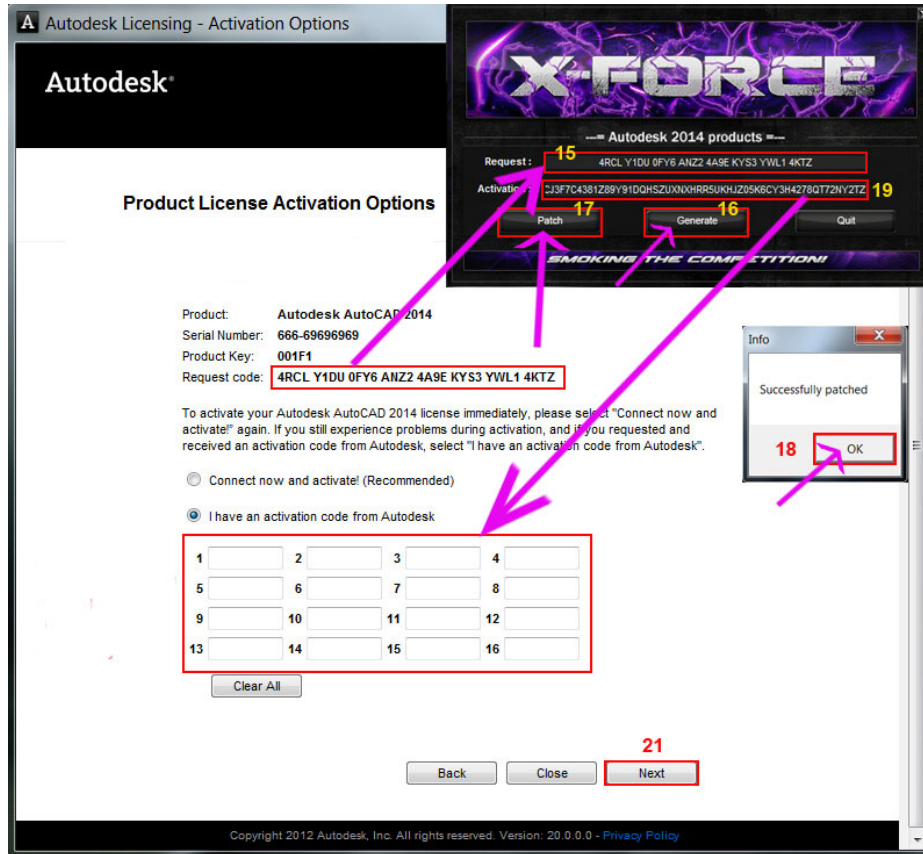 Autodesk Licensing - Activation Options
Autodesk®
X-FORCE
---= Autodesk 2014 products =---
Request :
15
4RCL Y1DU 0FY6 ANZ2 4A9E KYS3 YWL1 4KTZ
CJ3F7C4381Z89Y91DQHSZUXNXHRR5UKHJZ05K6CY3H4278QT72NY2TZ
19
17
16
Patch
Generate
Quit
SMOKING THE COMPETITION!
Product License Activation Options
Product: Autodesk AutoCAD 2014
Serial Number: 666-69696969
Product Key: 001F1
Request code: 4RCL Y1DU 0FY6 ANZ2 4A9E KYS3 YWL1 4KTZ
Info
Successfully patched
18
OK
To activate your Autodesk AutoCAD 2014 license immediately, please select "Connect now and
activate!" again. If you still experience problems during activation, and if you requested and
received an activation code from Autodesk, select "I have an activation code from Autodesk".
Connect now and activate! (Recommended)
I have an activation code from Autodesk
1 2 3 4
5 6 7 8
9 10 11 12
13 14 15 16
Clear All
21
Back Close Next
Copyright 2012 Autodesk, Inc. All rights reserved. Version: 20.0.0.0 - Privacy Policy